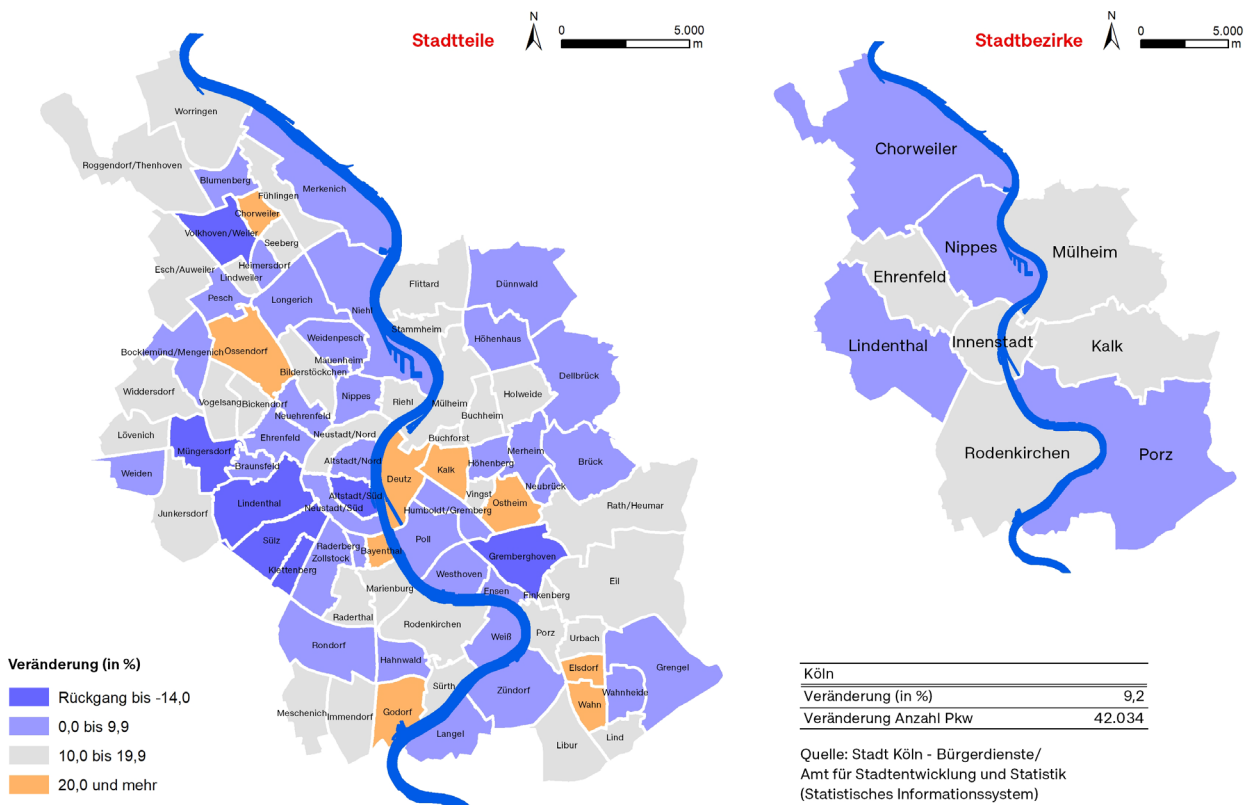 Stadtteile
N
0
5.000
m
Worringen
Roggendorf/Thenhoven
Blumenberg
Merkenich
Fühlingen
Chorweiler
Volkhoven/Weiler
Seeberg
Heimersdorf
Esch/Auweiler
Lindweiler
Pesch
Longerich
Flittard
Dünnwald
Niehl
Stammheim
Weidenpesch
Höhenhaus
Bocklemünd/Mengenich
Ossendorf
Mauenheim
Bilderstöckchen
Dellbrück
Widdersdorf
Vogelsang
Bickendorf
Nippes
Riehl
Mülheim
Holweide
Neuehrenfeld
Buchheim
Lövenich
Ehrenfeld
Neustadt/Nord
Buchforst
Müngersdorf
Merheim
Braunsfeld
Altstadt/Nord
Höhenberg
Brück
Weiden
Kalk
Deutz
Neubrück
Vingst
Altstadt/Süd
Lindenthal
Ostheim
Neustadt/Süd
Humboldt/Gremberg
Rath/Heumar
Junkersdorf
Sülz
Poll
Raderberg
Bayenthal
Zollstock
Gremberghoven
Klettenberg
Westhoven
Eil
Marienburg
Ensen
Finkenberg
Raderthal
Rodenkirchen
Porz
Weiß
Urbach
Rondorf
Hahnwald
Elsdorf
Grengel
Sürth
Zündorf
Wahnheide
Wahn
Meschenich
Immendorf
Godorf
Langel
Lind
Libur
Veränderung (in %)
Rückgang bis -14,0
0,0 bis 9,9
10,0 bis 19,9
20,0 und mehr
Stadtbezirke
N
0
5.000
m
Chorweiler
Nippes
Mülheim
Ehrenfeld
Lindenthal
Innenstadt
Kalk
Rodenkirchen
Porz
Köln
Veränderung (in %) 9,2
Veränderung Anzahl Pkw 42.034
Quelle: Stadt Köln - Bürgerdienste/
Amt für Stadtentwicklung und Statistik
(Statistisches Informationssystem)